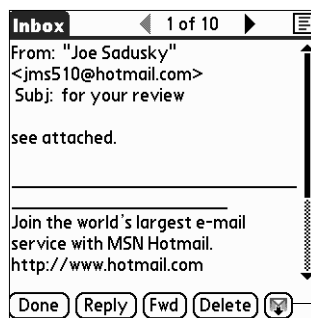 Inbox 1 of 10
From: "Joe Sadusky"
<jms510@hotmail.com>
Subj: for your review
see attached.
Join the world's largest e-mail
service with MSN Hotmail.
http://www.hotmail.com
Done Reply Fwd Delete